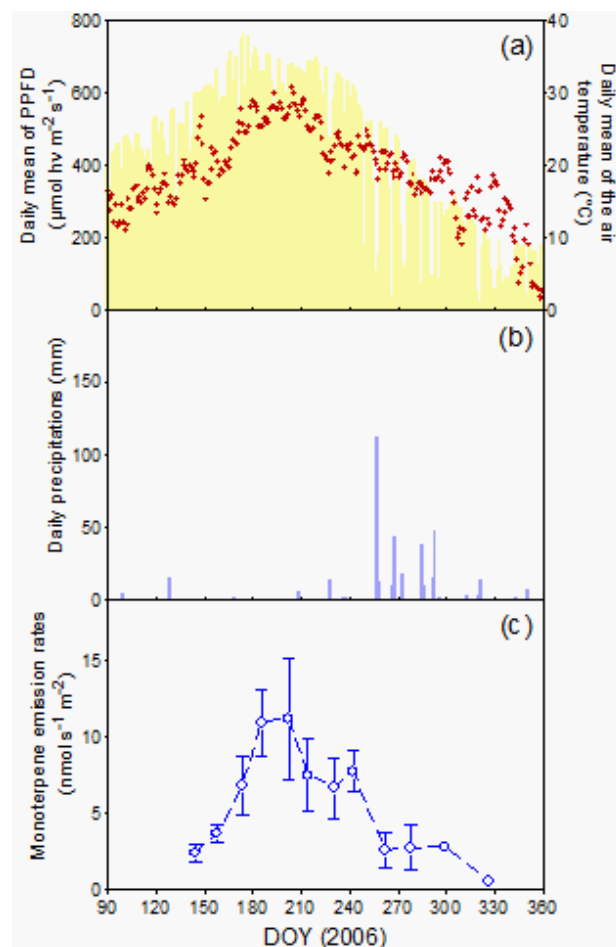 (a)
Daily mean of PPFD
(µmol hν m⁻² s⁻¹)
800
600
400
200
0
40
30
20
10
0
Daily mean of the air
temperature (°C)
(b)
Daily precipitations (mm)
150
100
50
0
(c)
Monoterpene emission rates
(nmol s⁻¹ m⁻²)
15
10
5
0
90 120 150 180 210 240 270 300 330 360
DOY (2006)